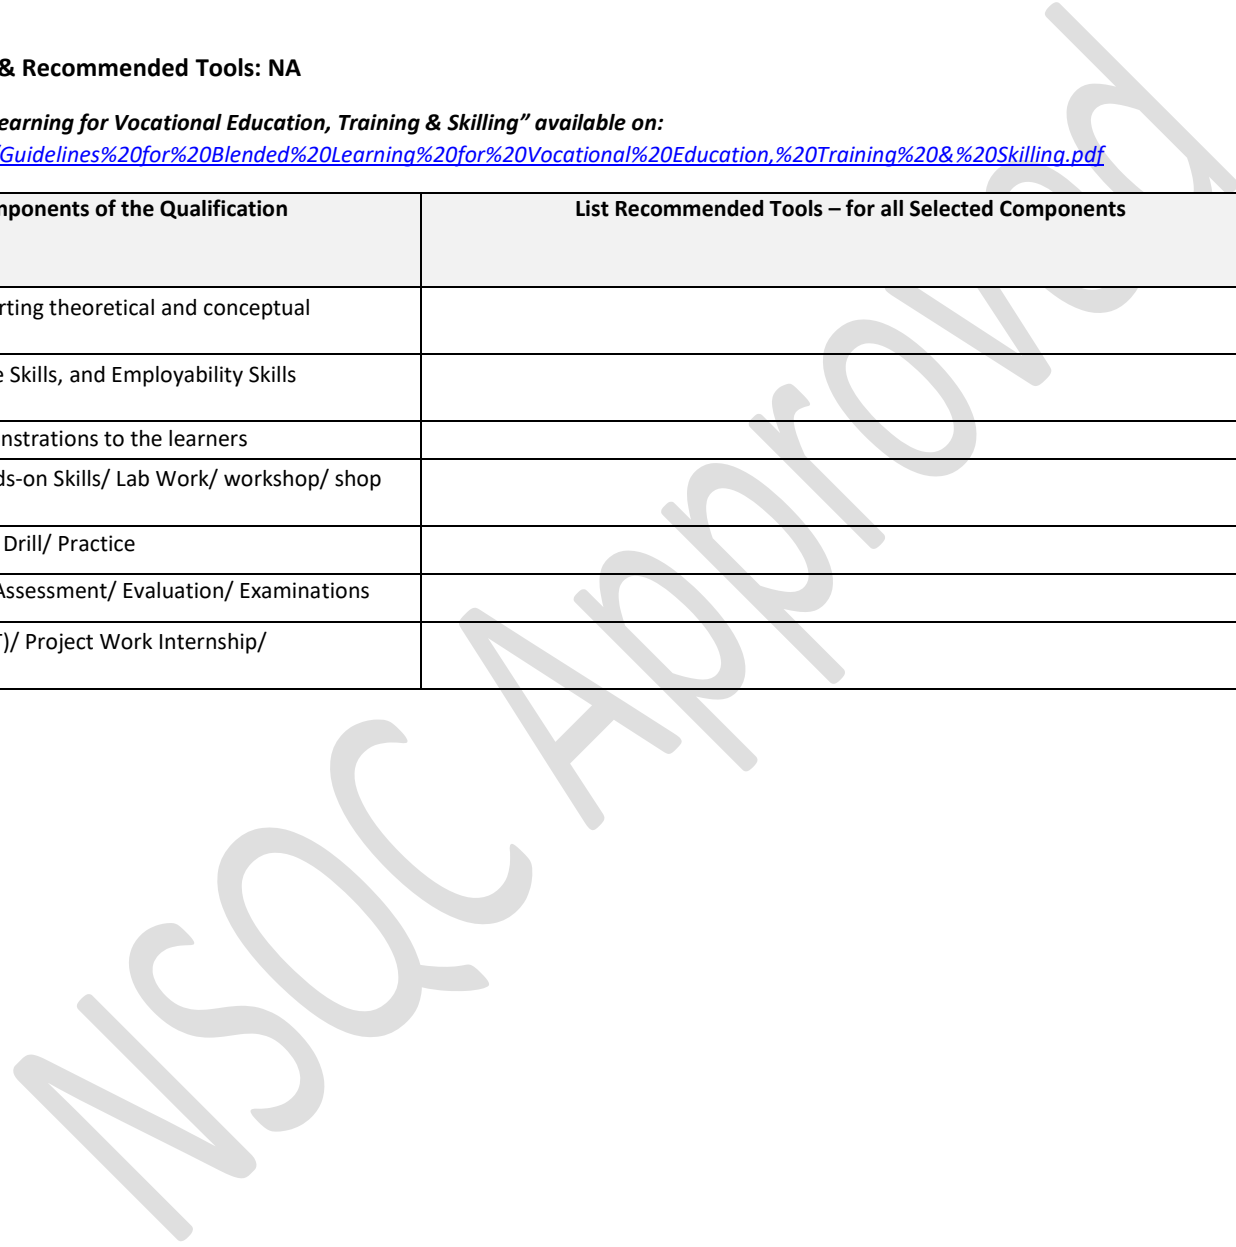 & Recommended Tools: NA
earning for Vocational Education, Training & Skilling” available on:
/Guidelines%20for%20Blended%20Learning%20for%20Vocational%20Education,%20Training%20&%20Skilling.pdf
mponents of the Qualification
List Recommended Tools – for all Selected Components
rting theoretical and conceptual
e Skills, and Employability Skills
nstrations to the learners
ds-on Skills/ Lab Work/ workshop/ shop
Drill/ Practice
Assessment/ Evaluation/ Examinations
T)/ Project Work Internship/
NSQC Approved